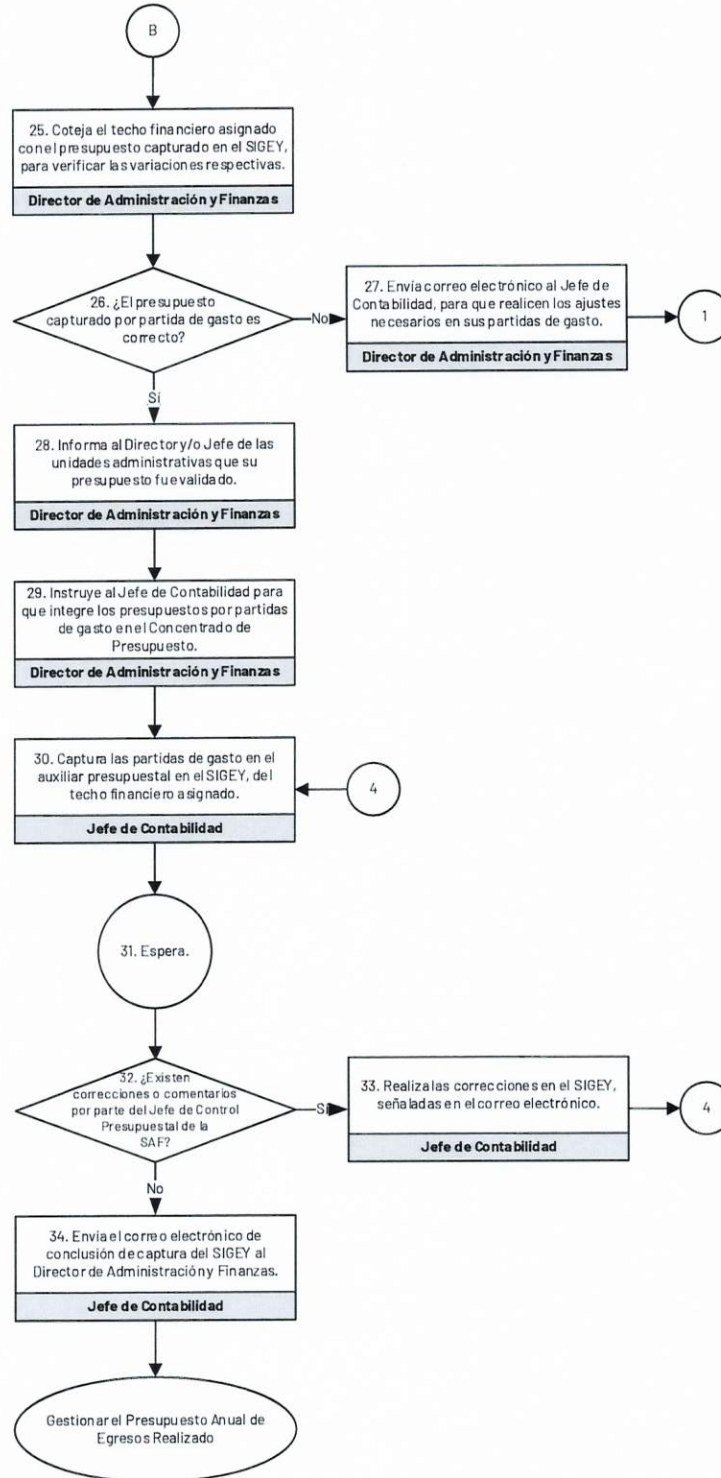 B
25. Coteja el techo financiero asignado
con el presupuesto capturado en el SIGEY,
para verificar las variaciones respectivas.
Director de Administración y Finanzas
26. ¿El presupuesto
capturado por partida de gasto es
correcto?
No
27. Envía correo electrónico al Jefe de
Contabilidad, para que realicen los ajustes
necesarios en sus partidas de gasto.
Director de Administración y Finanzas
1
Sí
28. Informa al Director y/o Jefe de las
unidades administrativas que su
presupuesto fue validado.
Director de Administración y Finanzas
29. Instruye al Jefe de Contabilidad para
que integre los presupuestos por partidas
de gasto en el Concentrado de
Presupuesto.
Director de Administración y Finanzas
30. Captura las partidas de gasto en el
auxiliar presupuestal en el SIGEY, del
techo financiero asignado.
Jefe de Contabilidad
4
31. Espera.
32. ¿Existen
correcciones o comentarios
por parte del Jefe de Control
Presupuestal de la
SAF?
Sí
33. Realiza las correcciones en el SIGEY,
señaladas en el correo electrónico.
Jefe de Contabilidad
4
No
34. Envía el correo electrónico de
conclusión de captura del SIGEY al
Director de Administración y Finanzas.
Jefe de Contabilidad
Gestionar el Presupuesto Anual de
Egresos Realizado